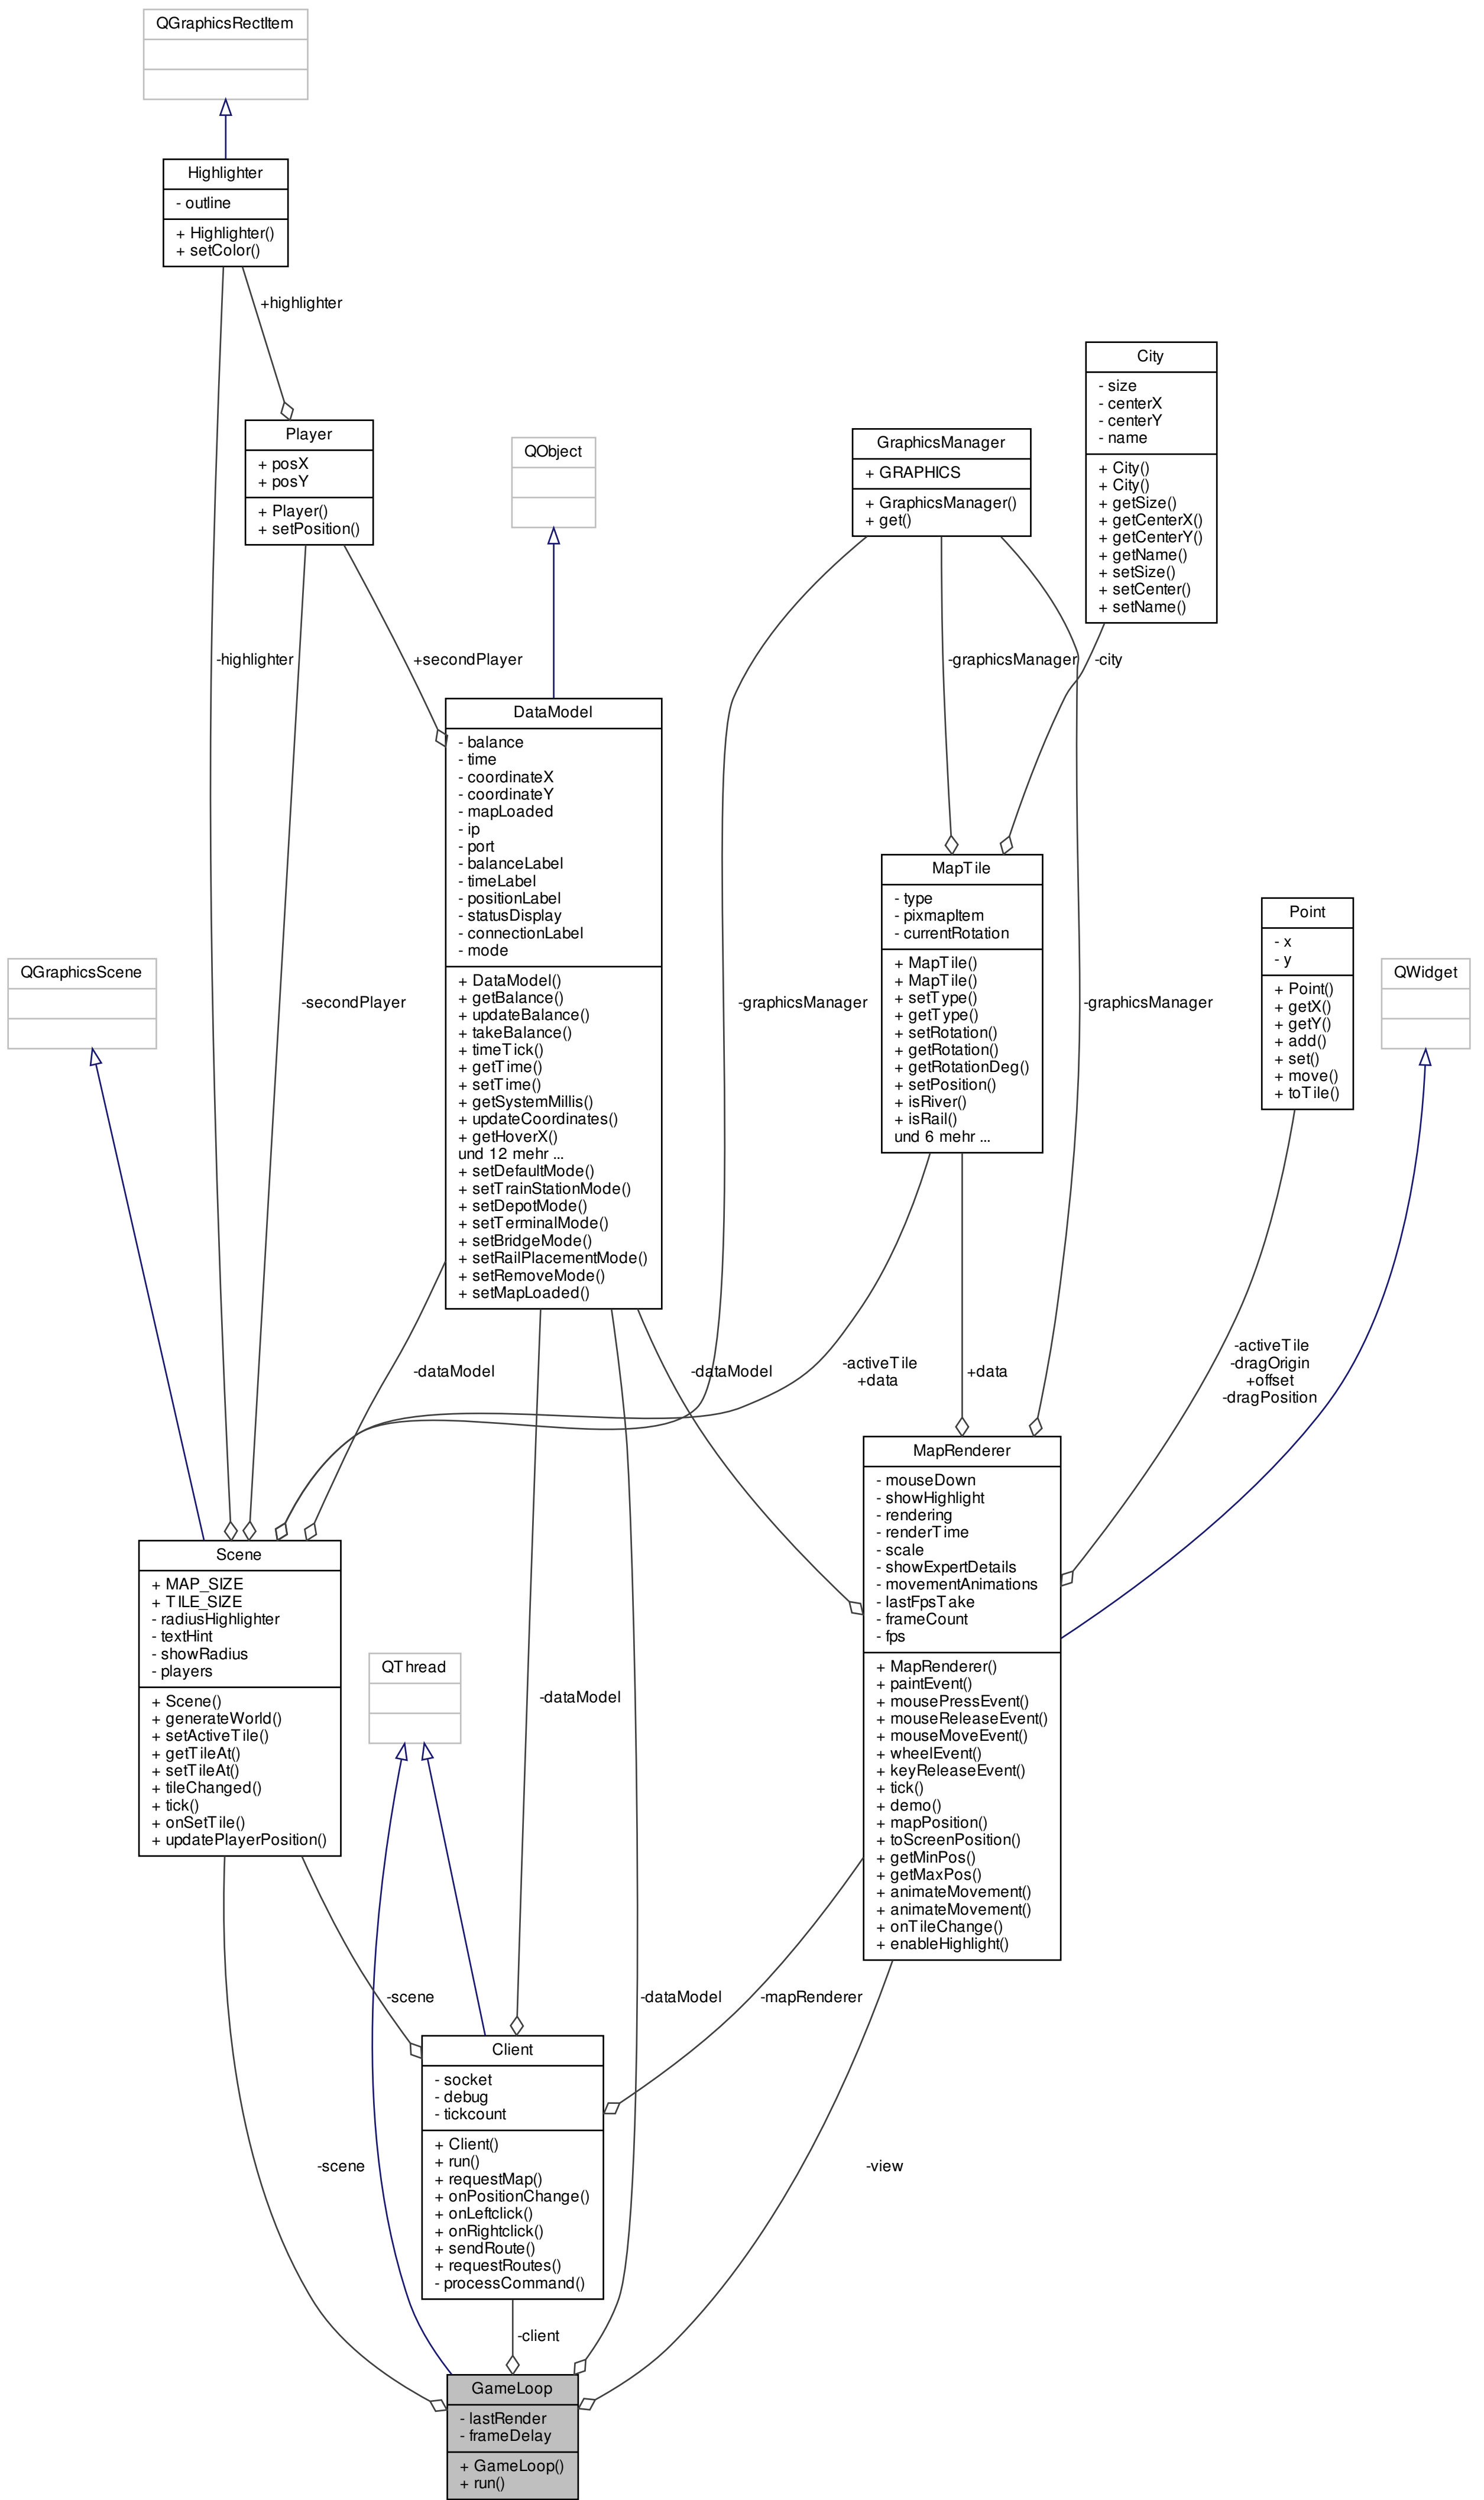 QGraphicsRectItem
Highlighter
- outline
+ Highlighter()
+ setColor()
+highlighter
City
- size
- centerX
- centerY
- name
+ City()
+ City()
+ getSize()
+ getCenterX()
+ getCenterY()
+ getName()
+ setSize()
+ setCenter()
+ setName()
Player
+ posX
+ posY
+ Player()
+ setPosition()
QObject
GraphicsManager
+ GRAPHICS
+ GraphicsManager()
+ get()
-highlighter
+secondPlayer
-graphicsManager
-city
DataModel
- balance
- time
- coordinateX
- coordinateY
- mapLoaded
- ip
- port
- balanceLabel
- timeLabel
- positionLabel
- statusDisplay
- connectionLabel
- mode
+ DataModel()
+ getBalance()
+ updateBalance()
+ takeBalance()
+ timeTick()
+ getTime()
+ setTime()
+ getSystemMillis()
+ updateCoordinates()
+ getHoverX()
und 12 mehr ...
+ setDefaultMode()
+ setTrainStationMode()
+ setDepotMode()
+ setTerminalMode()
+ setBridgeMode()
+ setRailPlacementMode()
+ setRemoveMode()
+ setMapLoaded()
MapTile
- type
- pixmapItem
- currentRotation
+ MapTile()
+ MapTile()
+ setType()
+ getType()
+ setRotation()
+ getRotation()
+ getRotationDeg()
+ setPosition()
+ isRiver()
+ isRail()
und 6 mehr ...
Point
- x
- y
+ Point()
+ getX()
+ getY()
+ add()
+ set()
+ move()
+ toTile()
QGraphicsScene
QWidget
-secondPlayer
-graphicsManager
-graphicsManager
-dataModel
-dataModel
-activeTile
+data
+data
-activeTile
-dragOrigin
+offset
-dragPosition
MapRenderer
- mouseDown
- showHighlight
- rendering
- renderTime
- scale
- showExpertDetails
- movementAnimations
- lastFpsTake
- frameCount
- fps
+ MapRenderer()
+ paintEvent()
+ mousePressEvent()
+ mouseReleaseEvent()
+ mouseMoveEvent()
+ wheelEvent()
+ keyReleaseEvent()
+ tick()
+ demo()
+ mapPosition()
+ toScreenPosition()
+ getMinPos()
+ getMaxPos()
+ animateMovement()
+ animateMovement()
+ onTileChange()
+ enableHighlight()
Scene
+ MAP_SIZE
+ TILE_SIZE
- radiusHighlighter
- textHint
- showRadius
- players
+ Scene()
+ generateWorld()
+ setActiveTile()
+ getTileAt()
+ setTileAt()
+ tileChanged()
+ tick()
+ onSetTile()
+ updatePlayerPosition()
QThread
-dataModel
-scene
-dataModel
-mapRenderer
Client
- socket
- debug
- tickcount
+ Client()
+ run()
+ requestMap()
+ onPositionChange()
+ onLeftclick()
+ onRightclick()
+ sendRoute()
+ requestRoutes()
- processCommand()
-scene
-view
-client
GameLoop
- lastRender
- frameDelay
+ GameLoop()
+ run()